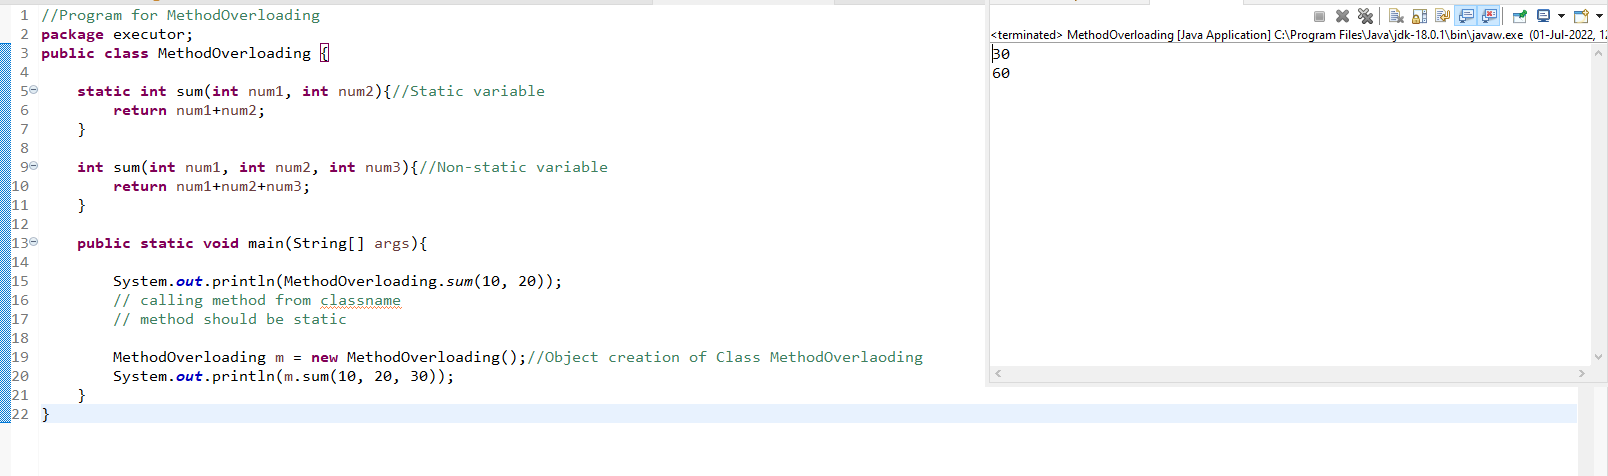 1 //Program for MethodOverloading
2 package executor;
3 public class MethodOverloading {
4
5 static int sum(int num1, int num2){//Static variable
6 return num1+num2;
7 }
8
9 int sum(int num1, int num2, int num3){//Non-static variable
10 return num1+num2+num3;
11 }
12
13 public static void main(String[] args){
14
15 System.out.println(MethodOverloading.sum(10, 20));
16 // calling method from classname
17 // method should be static
18
19 MethodOverloading m = new MethodOverloading();//Object creation of Class MethodOverlaoding
20 System.out.println(m.sum(10, 20, 30));
21 }
22 }
<terminated> MethodOverloading [Java Application] C:\Program Files\Java\jdk-18.0.1\bin\javaw.exe (01-Jul-2022, 12
30
60